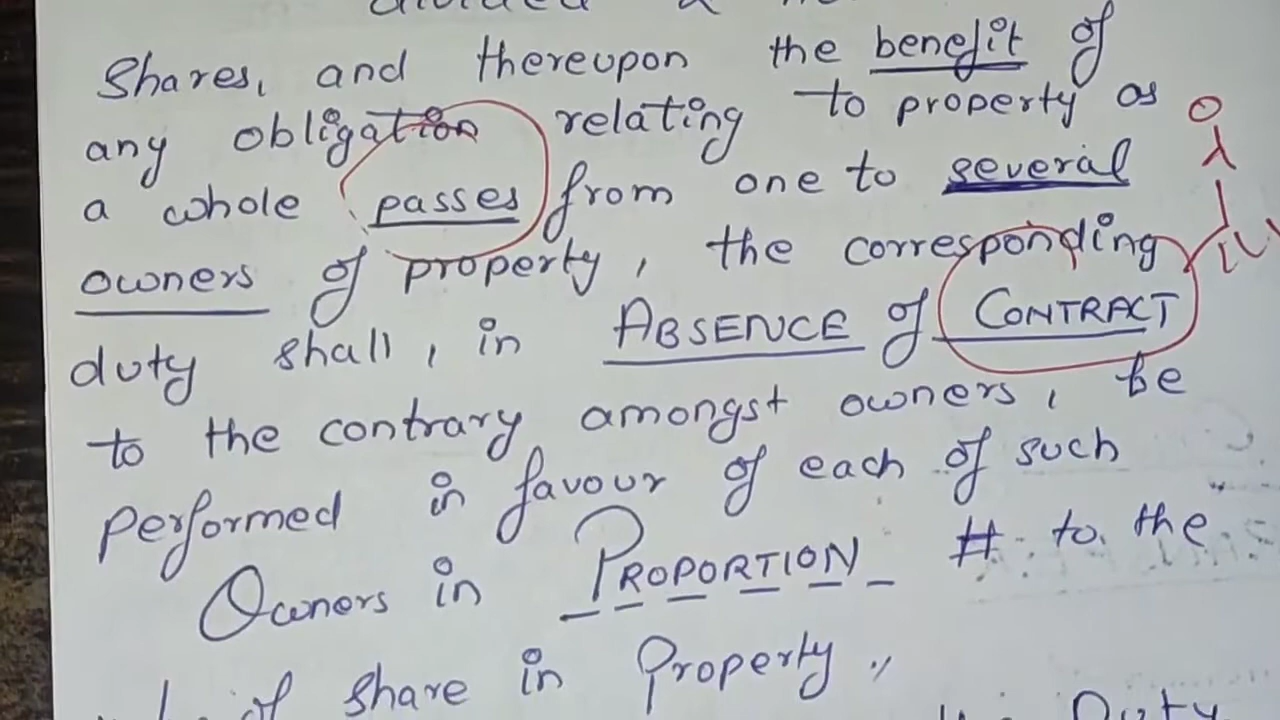 divided
Shares, and thereupon the benefit of
any obligation relating to property as
a whole passes from one to several
owners of property, the corresponding
duty shall, in ABSENCE of CONTRACT
to the contrary amongst owners, be
performed in favour of each of such
Owners in PROPORTION # to the
of share in Property.
Duty